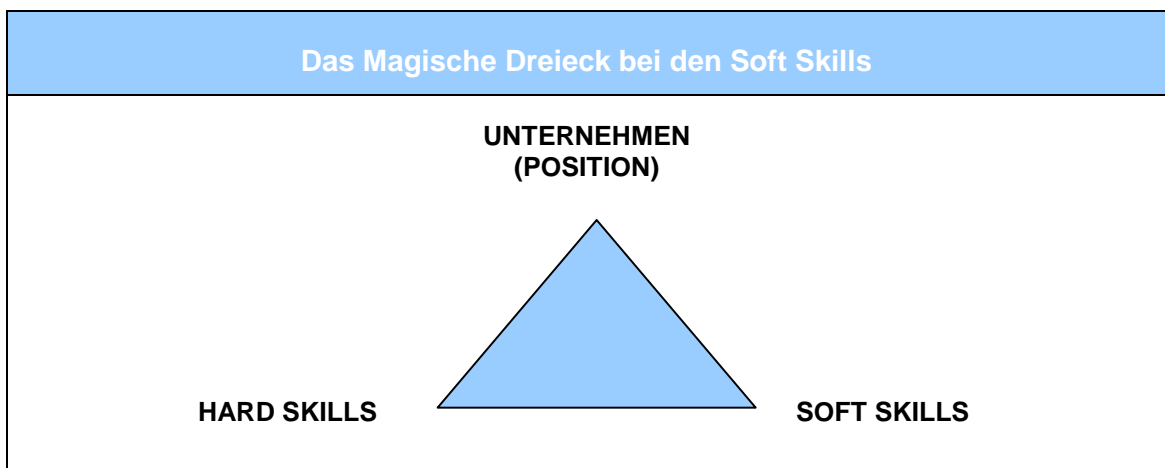 Das Magische Dreieck bei den Soft Skills
UNTERNEHMEN
(POSITION)
HARD SKILLS
SOFT SKILLS